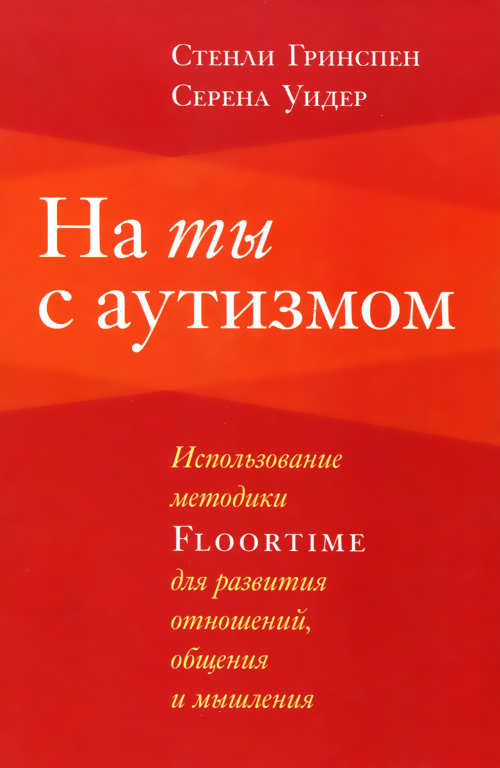 Стенли Гринспен
Серена Уидер
На ты
с аутизмом
Использование
методики
Floortime
для развития
отношений,
общения
и мышления